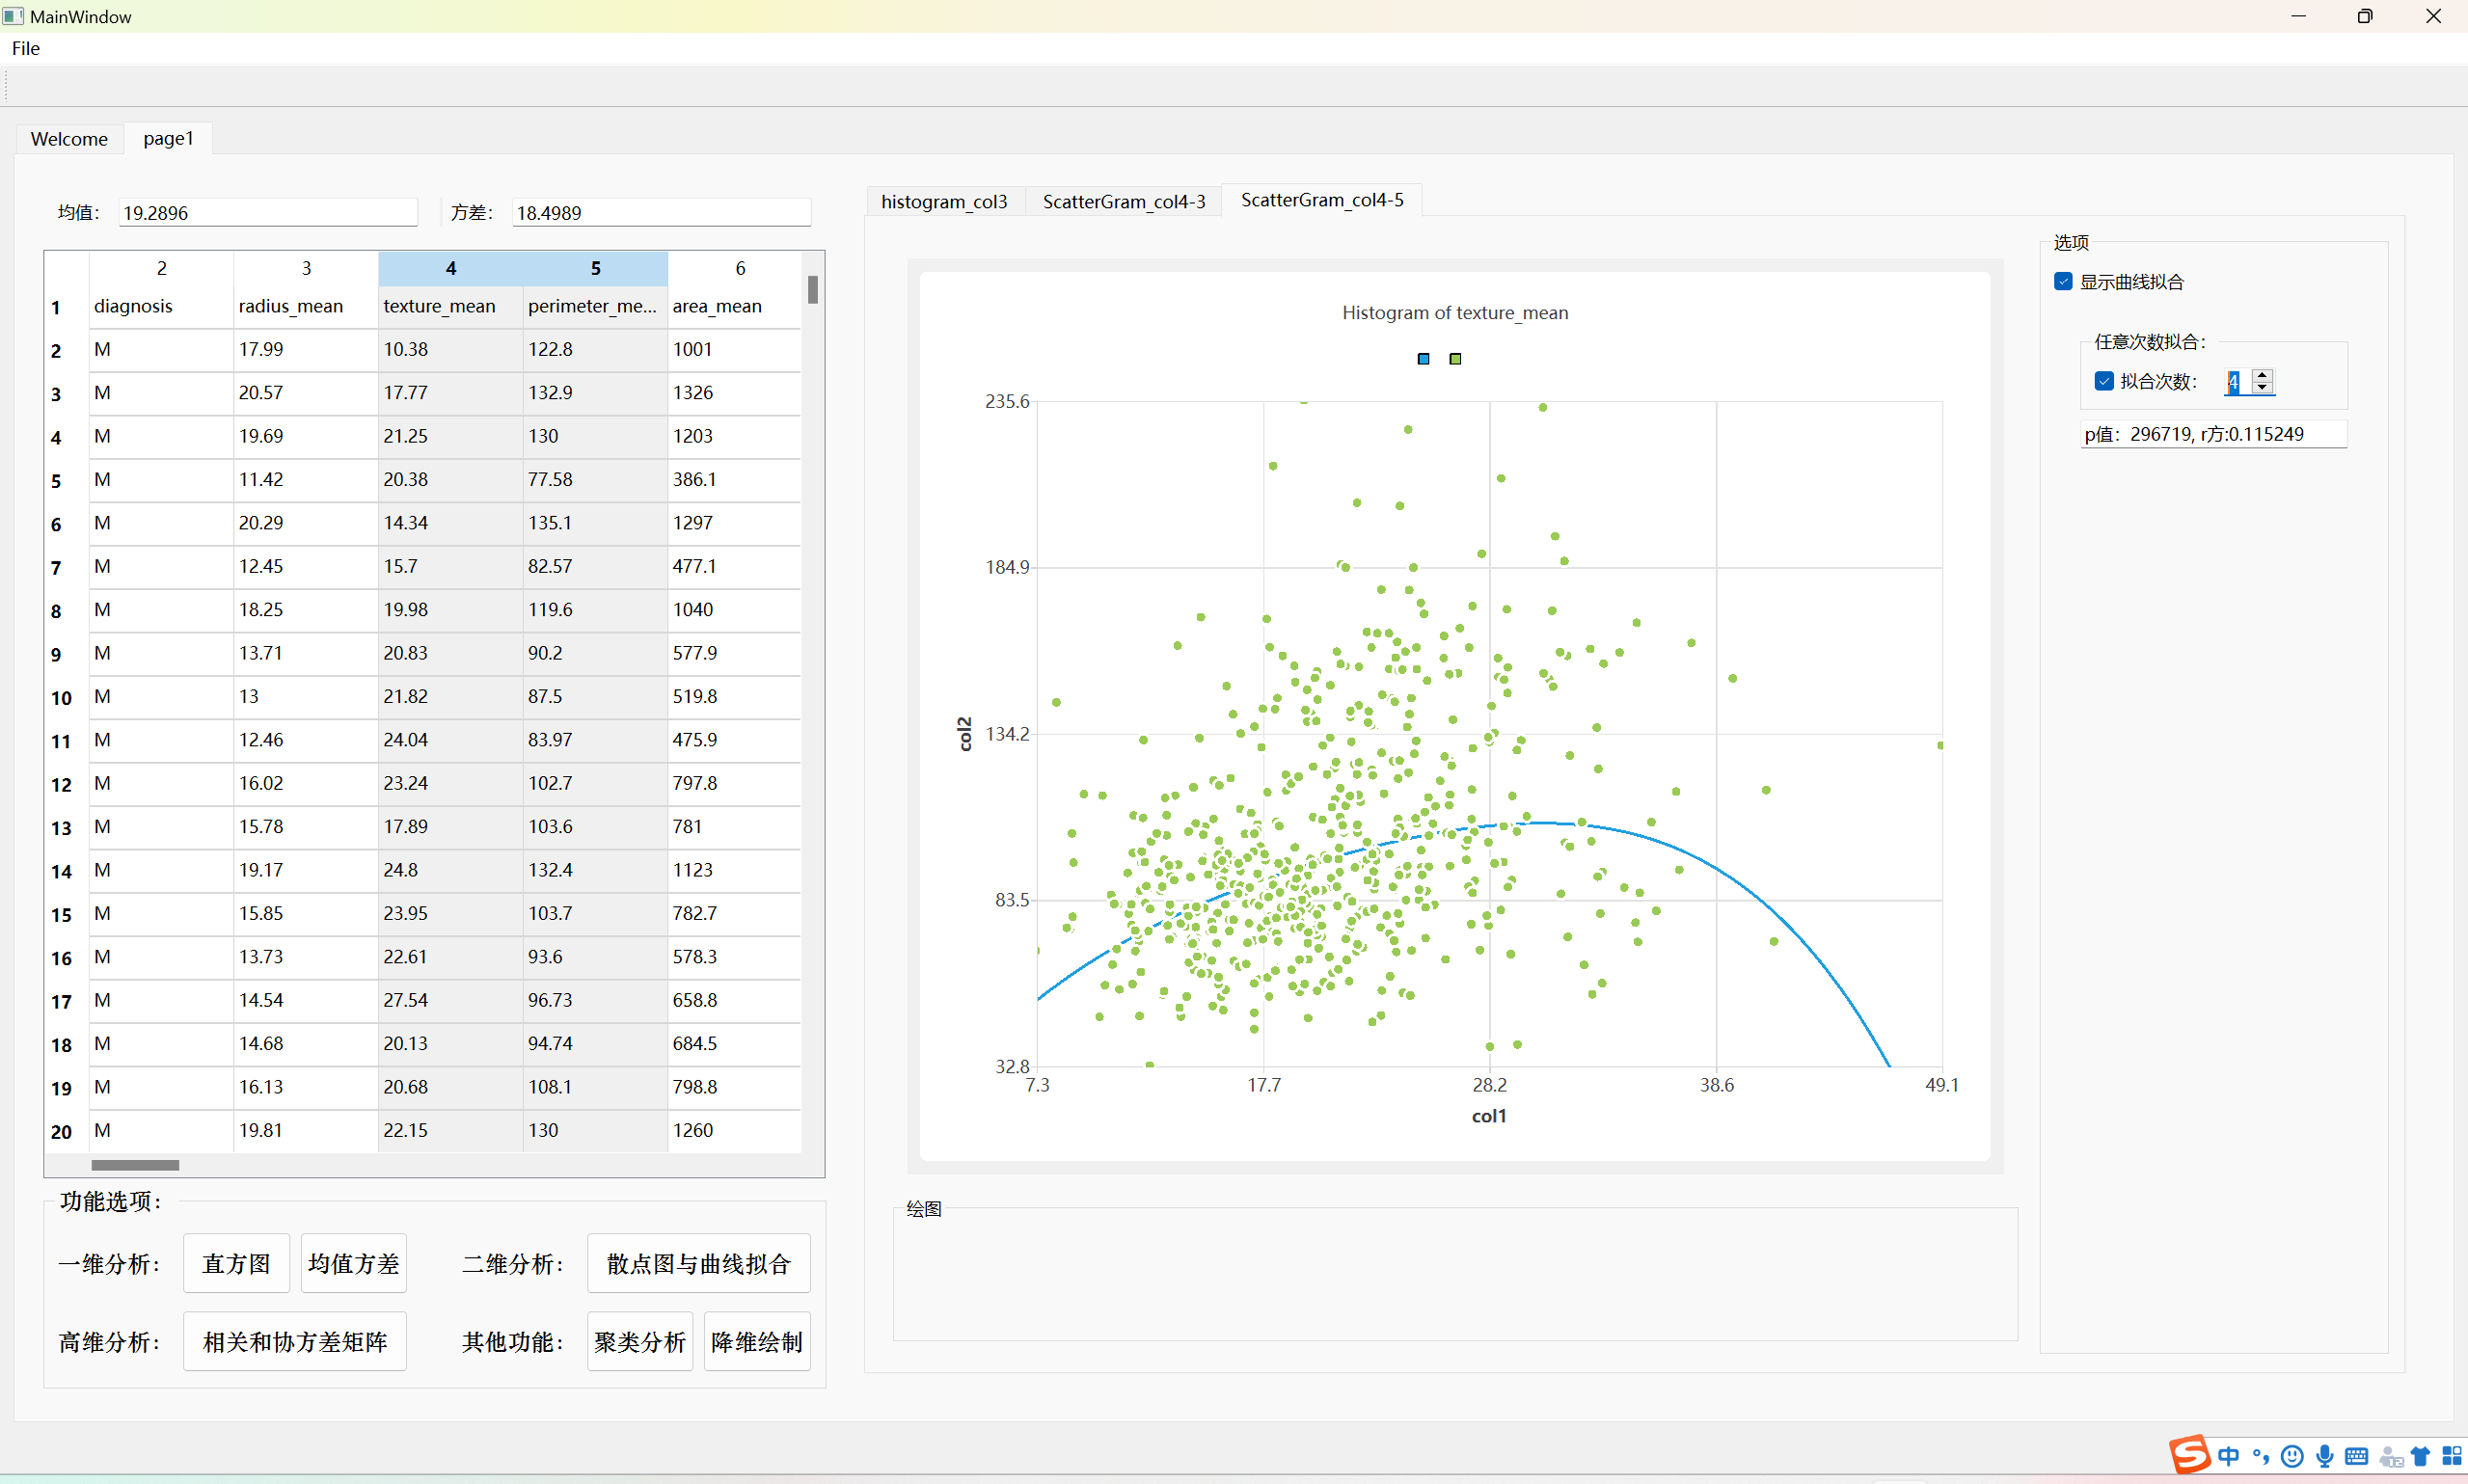 MainWindow
File
Welcome page1
均值： 19.2896 方差： 18.4989
2 3 4 5 6
1 diagnosis radius_mean texture_mean perimeter_me... area_mean
2 M 17.99 10.38 122.8 1001
3 M 20.57 17.77 132.9 1326
4 M 19.69 21.25 130 1203
5 M 11.42 20.38 77.58 386.1
6 M 20.29 14.34 135.1 1297
7 M 12.45 15.7 82.57 477.1
8 M 18.25 19.98 119.6 1040
9 M 13.71 20.83 90.2 577.9
10 M 13 21.82 87.5 519.8
11 M 12.46 24.04 83.97 475.9
12 M 16.02 23.24 102.7 797.8
13 M 15.78 17.89 103.6 781
14 M 19.17 24.8 132.4 1123
15 M 15.85 23.95 103.7 782.7
16 M 13.73 22.61 93.6 578.3
17 M 14.54 27.54 96.73 658.8
18 M 14.68 20.13 94.74 684.5
19 M 16.13 20.68 108.1 798.8
20 M 19.81 22.15 130 1260
功能选项：
一维分析： 直方图 均值方差 二维分析： 散点图与曲线拟合
高维分析： 相关和协方差矩阵 其他功能： 聚类分析 降维绘制
histogram_col3 ScatterGram_col4-3 ScatterGram_col4-5
Histogram of texture_mean
235.6
184.9
134.2
83.5
32.8
col2
7.3 17.7 28.2 38.6 49.1
col1
绘图
选项
显示曲线拟合
任意次数拟合：
拟合次数： 4
p值：296719, r方:0.115249
中